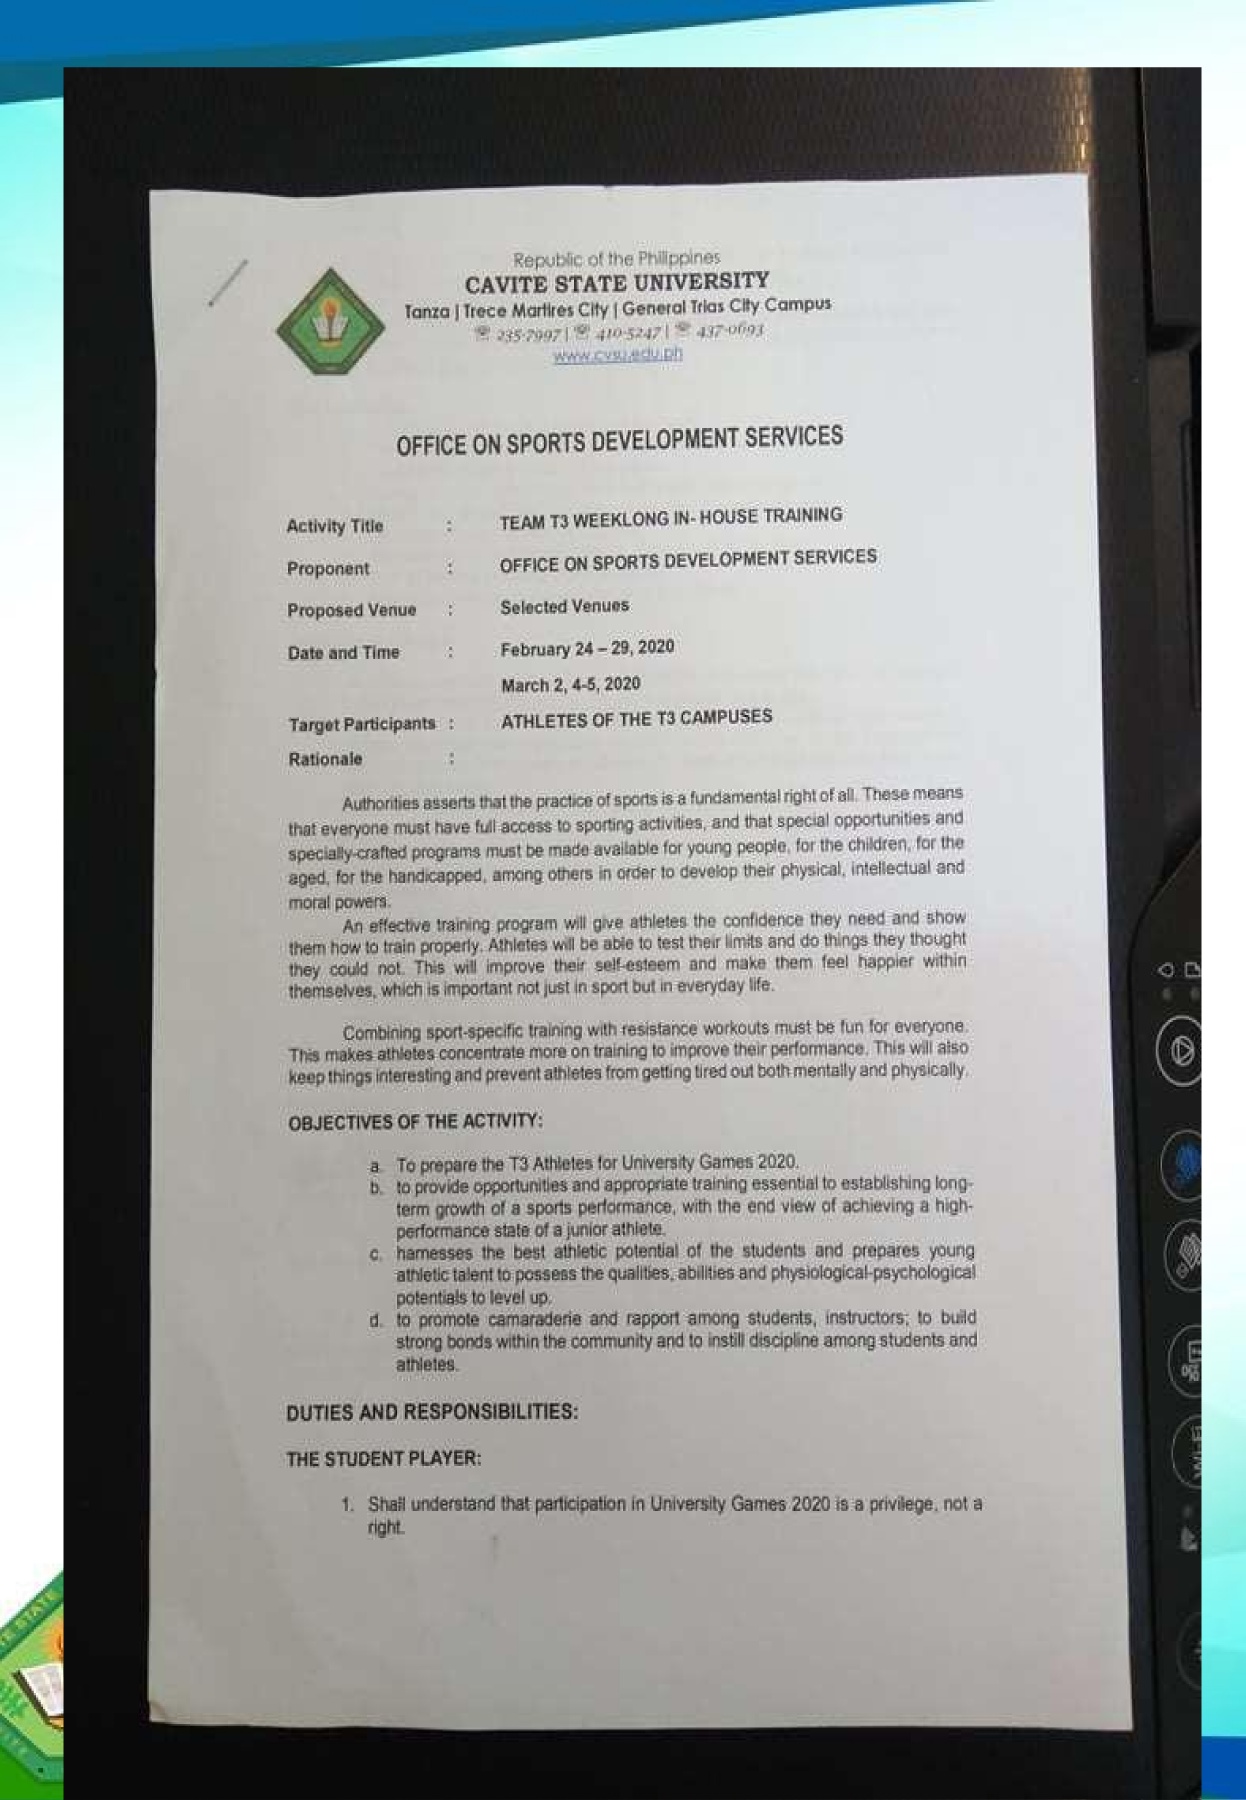 Republic of the Philippines
CAVITE STATE UNIVERSITY
Tanza | Trece Martires City | General Trias City Campus
☏ 235-7997 | ☏ 410-5247 | ☏ 437-0693
www.cvsu.edu.ph
OFFICE ON SPORTS DEVELOPMENT SERVICES
Activity Title : TEAM T3 WEEKLONG IN- HOUSE TRAINING
Proponent : OFFICE ON SPORTS DEVELOPMENT SERVICES
Proposed Venue : Selected Venues
Date and Time : February 24 – 29, 2020
March 2, 4-5, 2020
Target Participants : ATHLETES OF THE T3 CAMPUSES
Rationale :
Authorities asserts that the practice of sports is a fundamental right of all. These means
that everyone must have full access to sporting activities, and that special opportunities and
specially-crafted programs must be made available for young people, for the children, for the
aged, for the handicapped, among others in order to develop their physical, intellectual and
moral powers.
An effective training program will give athletes the confidence they need and show
them how to train properly. Athletes will be able to test their limits and do things they thought
they could not. This will improve their self-esteem and make them feel happier within
themselves, which is important not just in sport but in everyday life.
Combining sport-specific training with resistance workouts must be fun for everyone.
This makes athletes concentrate more on training to improve their performance. This will also
keep things interesting and prevent athletes from getting tired out both mentally and physically.
OBJECTIVES OF THE ACTIVITY:
a. To prepare the T3 Athletes for University Games 2020.
b. to provide opportunities and appropriate training essential to establishing long-
term growth of a sports performance, with the end view of achieving a high-
performance state of a junior athlete.
c. harnesses the best athletic potential of the students and prepares young
athletic talent to possess the qualities, abilities and physiological-psychological
potentials to level up.
d. to promote camaraderie and rapport among students, instructors; to build
strong bonds within the community and to instill discipline among students and
athletes.
DUTIES AND RESPONSIBILITIES:
THE STUDENT PLAYER:
1. Shall understand that participation in University Games 2020 is a privilege, not a
right.
Wi-Fi
STATE